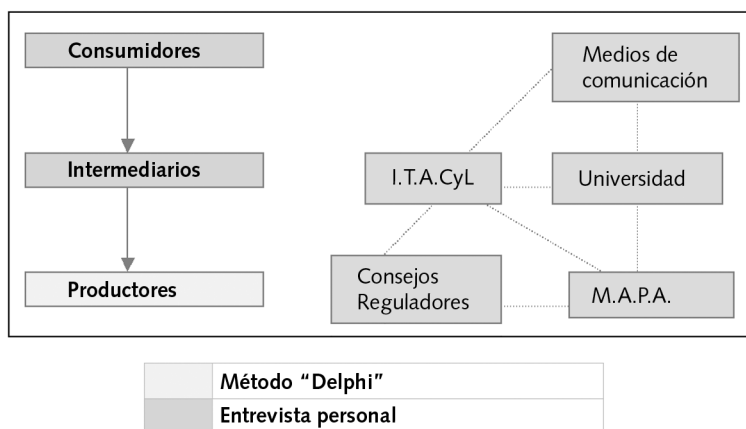 Consumidores
Medios de
comunicación
Intermediarios
I.T.A.CyL
Universidad
Productores
Consejos
Reguladores
M.A.P.A.
Método “Delphi”
Entrevista personal